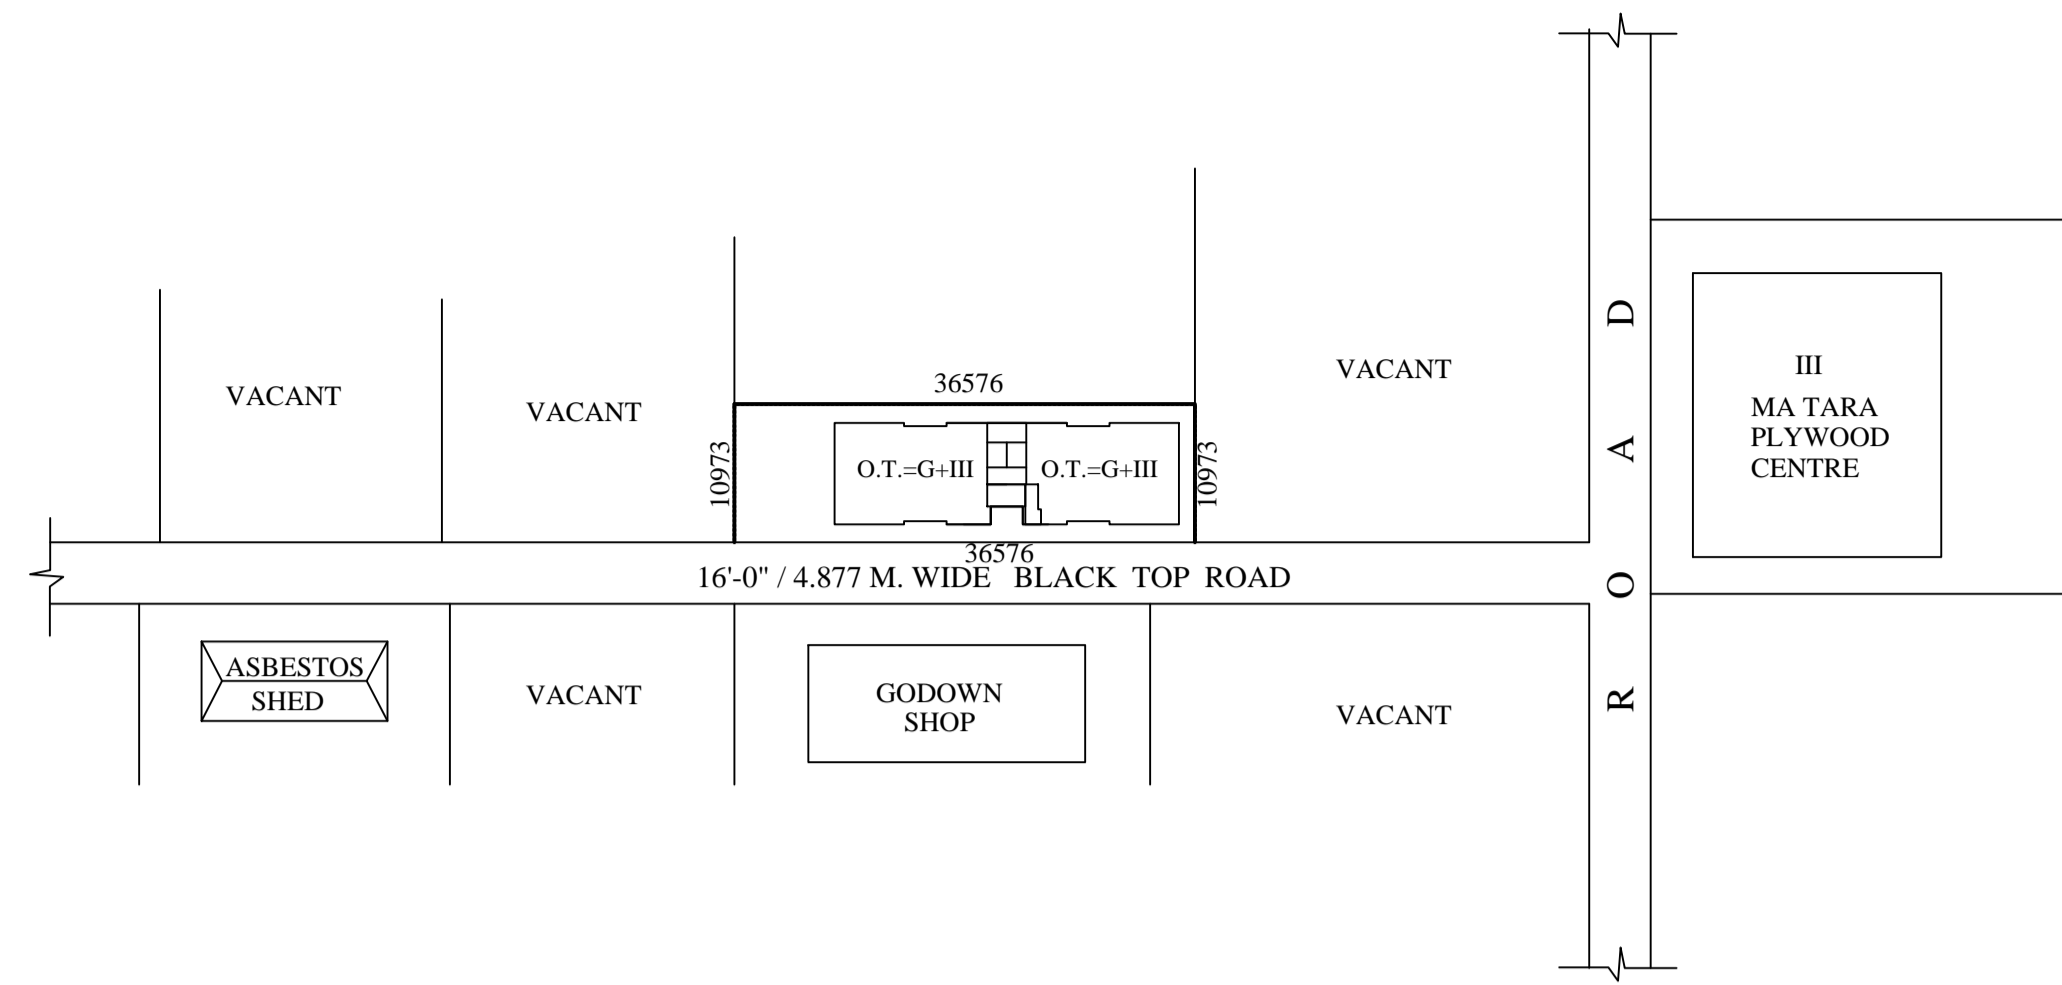 VACANT
VACANT
36576
10973
O.T.=G+III
O.T.=G+III
10973
36576
VACANT
16'-0" / 4.877 M. WIDE BLACK TOP ROAD
ROAD
III
MA TARA
PLYWOOD
CENTRE
ASBESTOS
SHED
VACANT
GODOWN
SHOP
VACANT